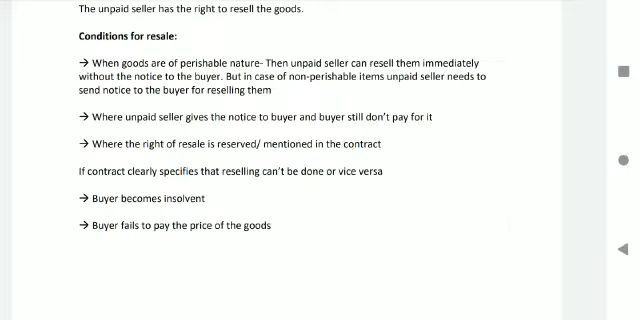 The unpaid seller has the right to resell the goods.
Conditions for resale:
→ When goods are of perishable nature- Then unpaid seller can resell them immediately
without the notice to the buyer. But in case of non-perishable items unpaid seller needs to
send notice to the buyer for reselling them
→ Where unpaid seller gives the notice to buyer and buyer still don't pay for it
→ Where the right of resale is reserved/ mentioned in the contract
If contract clearly specifies that reselling can't be done or vice versa
→ Buyer becomes insolvent
→ Buyer fails to pay the price of the goods